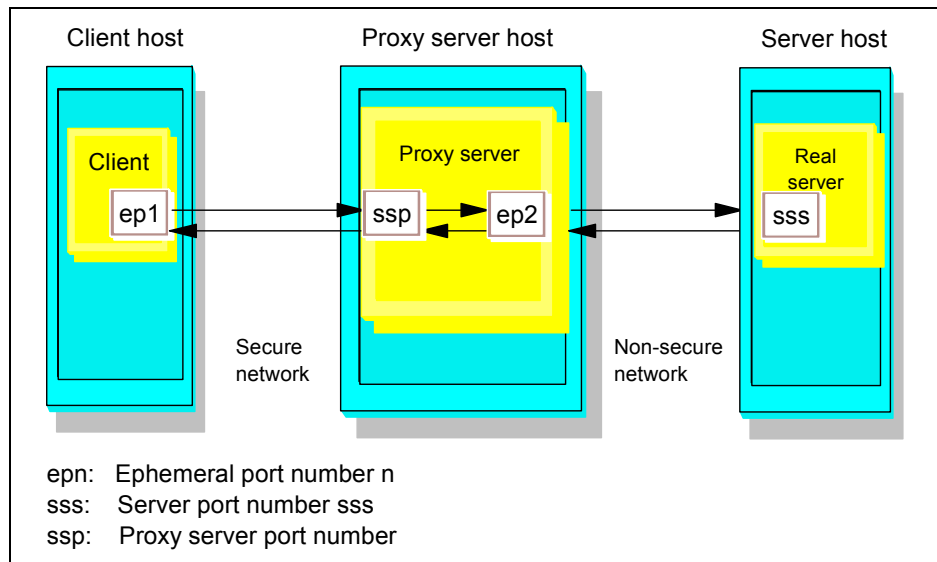 Client host
Proxy server host
Server host
Client
Proxy server
Real
server
ep1
ssp
ep2
sss
Secure
network
Non-secure
network
epn: Ephemeral port number n
sss: Server port number sss
ssp: Proxy server port number